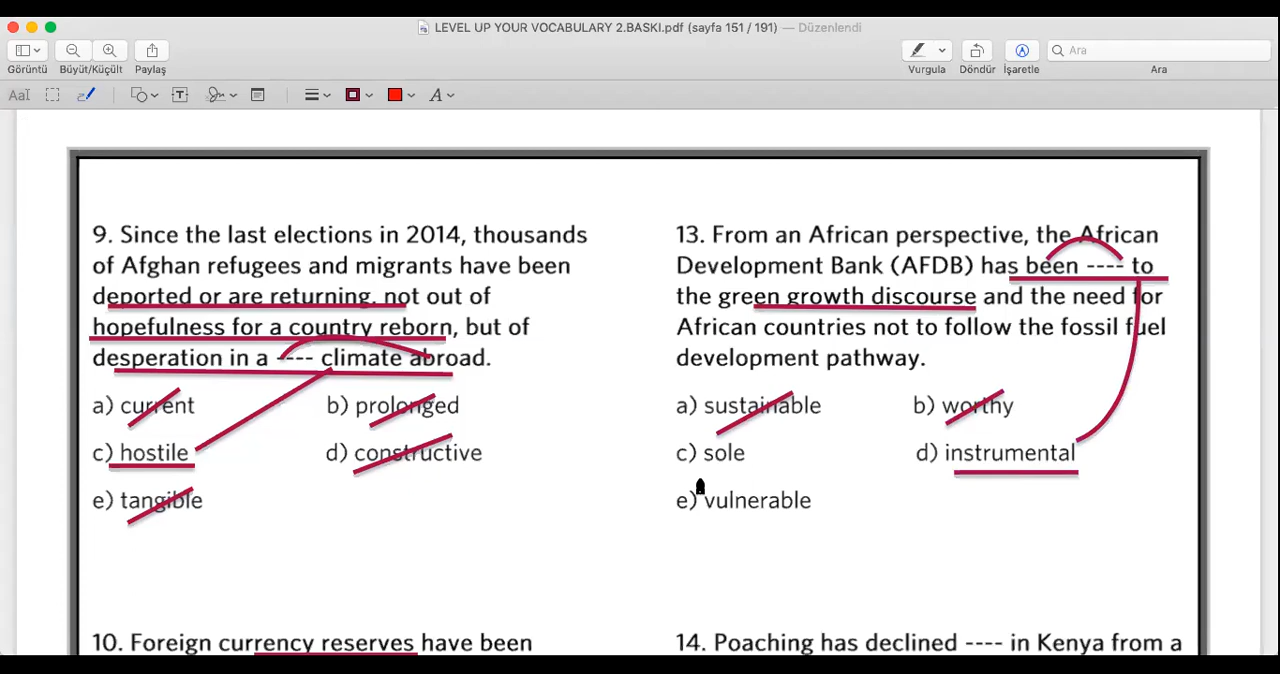 LEVEL UP YOUR VOCABULARY 2.BASKI.pdf (sayfa 151 / 191) — Düzenlendi
Görüntü Büyüt/Küçült Paylaş Vurgula Döndür İşaretle Ara
Ara
AaI T A
9. Since the last elections in 2014, thousands
of Afghan refugees and migrants have been
deported or are returning, not out of
hopefulness for a country reborn, but of
desperation in a ---- climate abroad.
a) current b) prolonged
c) hostile d) constructive
e) tangible
10. Foreign currency reserves have been
13. From an African perspective, the African
Development Bank (AFDB) has been ---- to
the green growth discourse and the need for
African countries not to follow the fossil fuel
development pathway.
a) sustainable b) worthy
c) sole d) instrumental
e) vulnerable
14. Poaching has declined ---- in Kenya from a